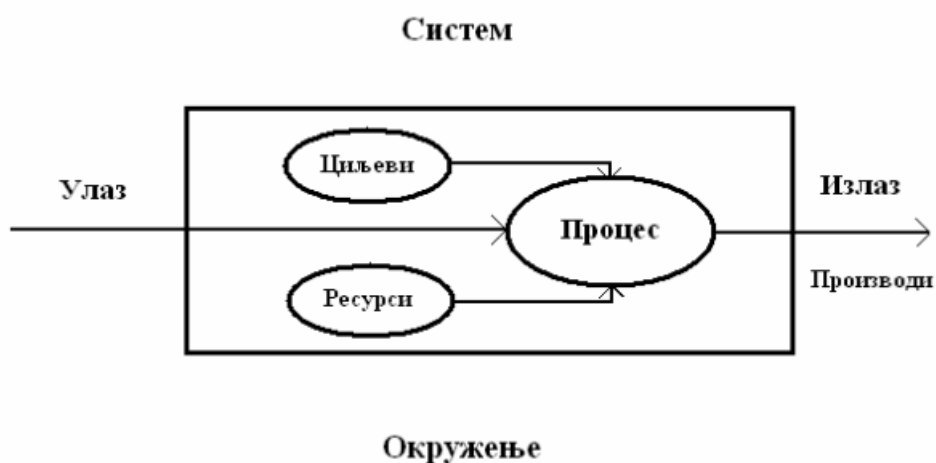 Систем
Циљеви
Улаз
Процес
Излаз
Ресурси
Производи
Окружење